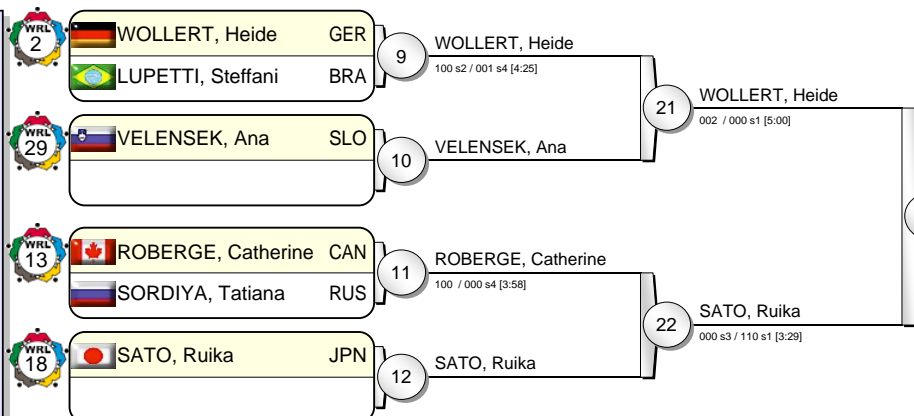 WRL
2
WOLLERT, Heide GER
LUPETTI, Steffani BRA
9
WOLLERT, Heide
100 s2 / 001 s4 [4:25]
21
WOLLERT, Heide
002 / 000 s1 [5:00]
WRL
29
VELENSEK, Ana SLO
10
VELENSEK, Ana
WRL
13
ROBERGE, Catherine CAN
SORDIYA, Tatiana RUS
11
ROBERGE, Catherine
100 / 000 s4 [3:58]
22
SATO, Ruika
000 s3 / 110 s1 [3:29]
WRL
18
SATO, Ruika JPN
12
SATO, Ruika